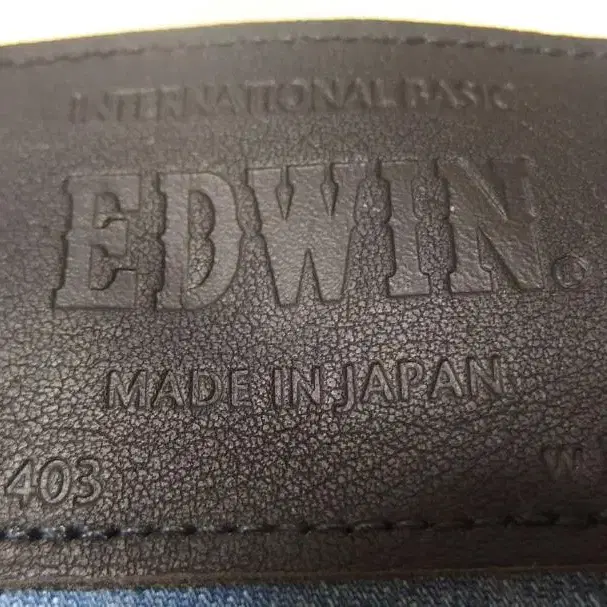 INTERNATIONAL BASIC
EDWIN®
MADE IN JAPAN
403 W